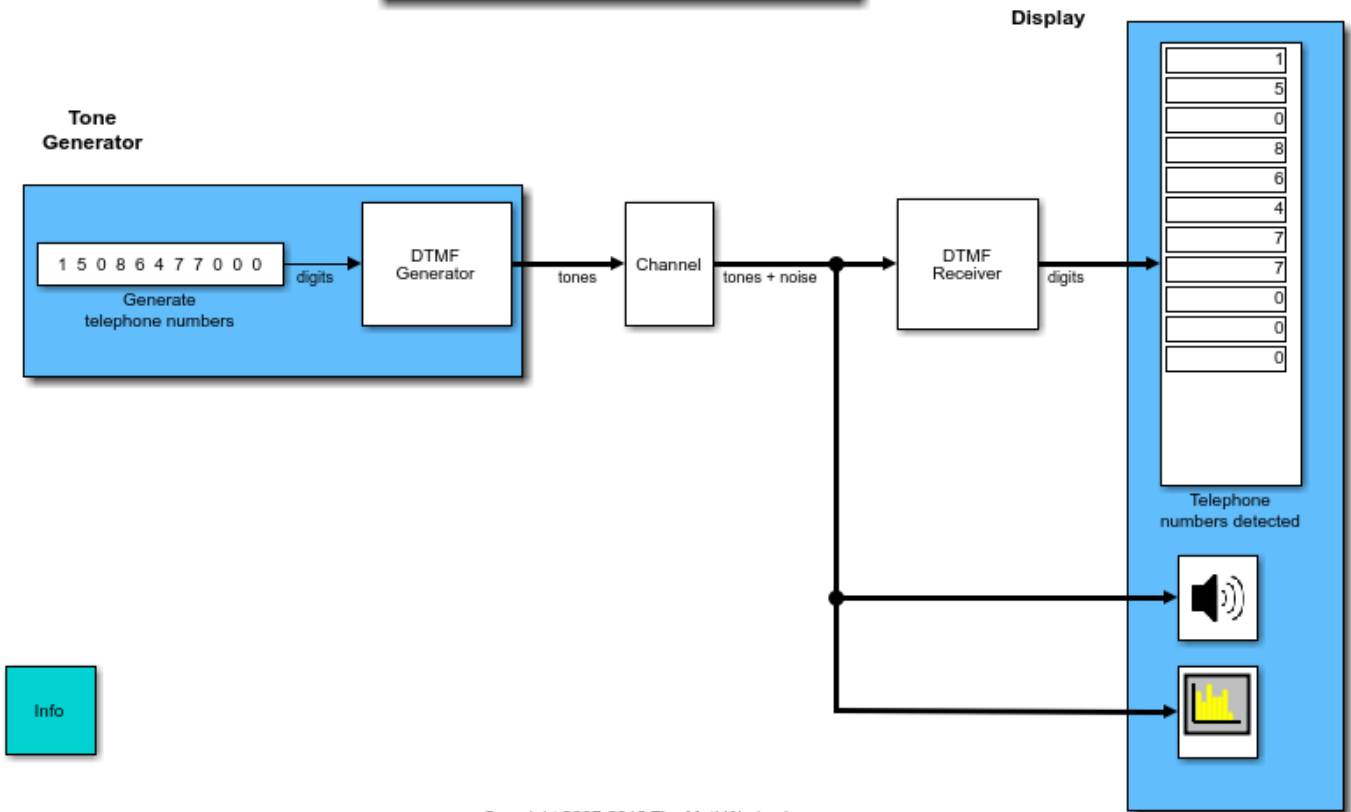 Display
Tone
Generator
1 5 0 8 6 4 7 7 0 0 0
Generate
telephone numbers
digits
DTMF
Generator
tones
Channel
tones + noise
DTMF
Receiver
digits
1
5
0
8
6
4
7
7
0
0
0
Telephone
numbers detected
Info